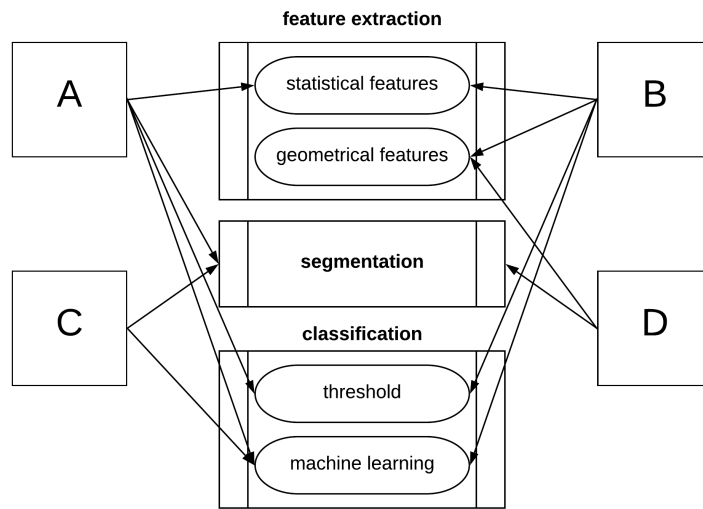 feature extraction
A
statistical features
B
geometrical features
segmentation
C
D
classification
threshold
machine learning